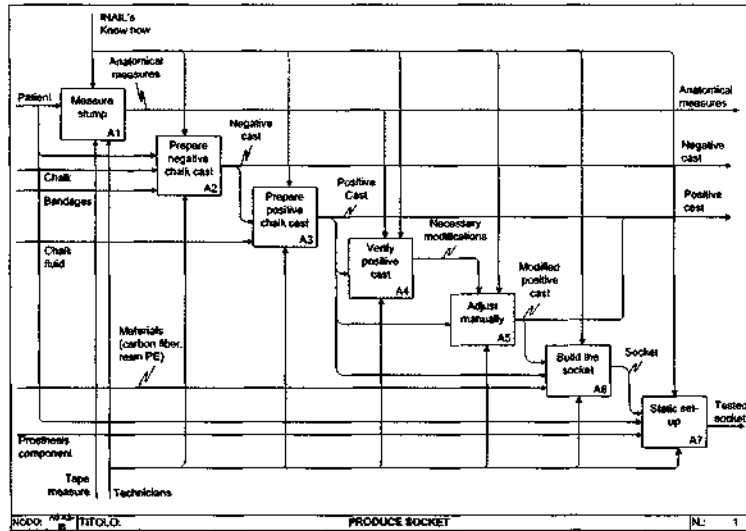 INAIL's
Know how
Anatomical
measures
Patient
Measure
stump
A1
Anatomical
measures
Negative
cast
Prepare
negative
chalk cast
A2
Negative
cast
Chalk
Bandages
Positive
Cast
Positive
cast
Prepare
positive
chalk cast
A3
Necessary
modifications
Chalk
fluid
Verify
positive
cast
A4
Modified
positive
cast
Adjust
manually
A5
Materials
(carbon fiber,
resin PE)
Build the
socket
A6
Socket
Static set-
up
A7
Tested
socket
Prosthesis
component
Tape
measure
Technicians
NODO:
TITOLO:
PRODUCE SOCKET
N.:
1